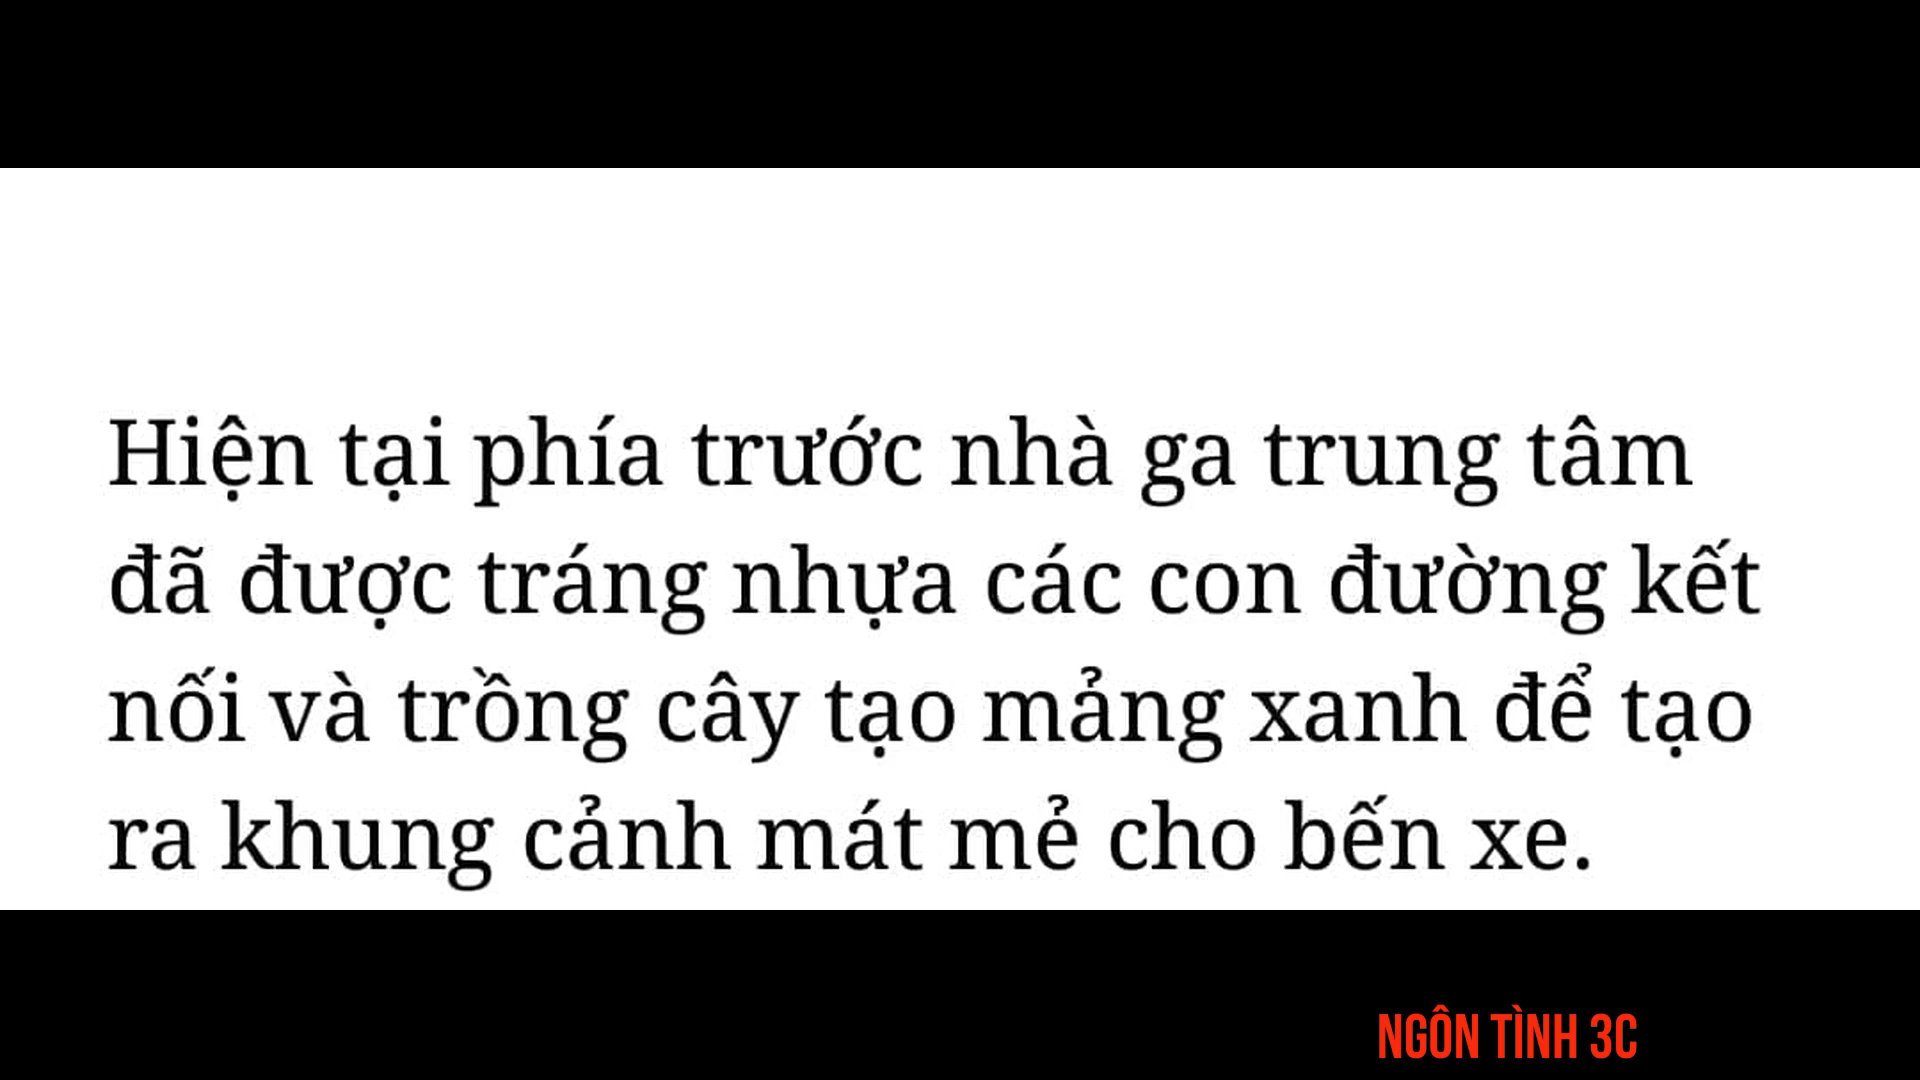 Hiện tại phía trước nhà ga trung tâm
đã được tráng nhựa các con đường kết
nối và trồng cây tạo mảng xanh để tạo
ra khung cảnh mát mẻ cho bến xe.
NGÔN TÌNH 3C